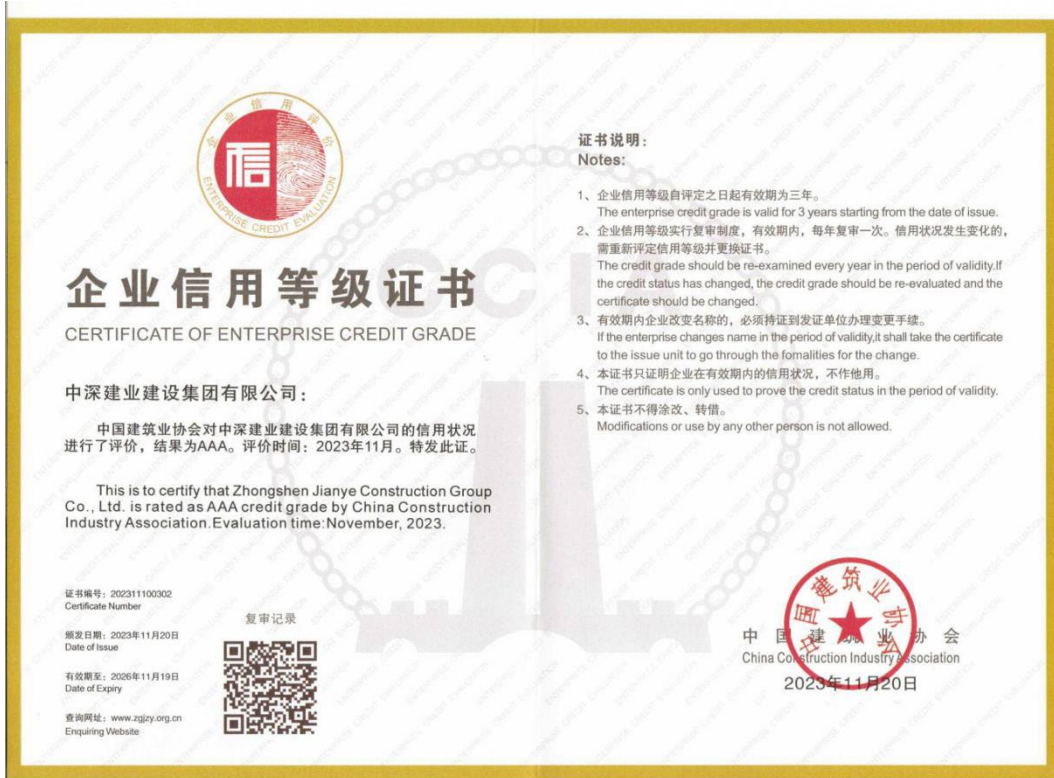 企业信用评价
ENTERPRISE CREDIT EVALUATION
信
企业信用等级证书
CERTIFICATE OF ENTERPRISE CREDIT GRADE
中深建业建设集团有限公司：
中国建筑业协会对中深建业建设集团有限公司的信用状况
进行了评价，结果为AAA。评价时间：2023年11月。特发此证。
This is to certify that Zhongshen Jianye Construction Group
Co., Ltd. is rated as AAA credit grade by China Construction
Industry Association.Evaluation time:November, 2023.
证书编号：202311100302
Certificate Number
颁发日期：2023年11月20日
Date of Issue
有效期至：2026年11月19日
Date of Expiry
查询网址：www.zgjzy.org.cn
Enquiring Website
复审记录
证书说明：
Notes:
1、企业信用等级自评定之日起有效期为三年。
The enterprise credit grade is valid for 3 years starting from the date of issue.
2、企业信用等级实行复审制度，有效期内，每年复审一次。信用状况发生变化的，
需重新评定信用等级并更换证书。
The credit grade should be re-examined every year in the period of validity.If
the credit status has changed, the credit grade should be re-evaluated and the
certificate should be changed.
3、有效期内企业改变名称的，必须持证到发证单位办理变更手续。
If the enterprise changes name in the period of validity,it shall take the certificate
to the issue unit to go through the fomalities for the change.
4、本证书只证明企业在有效期内的信用状况，不作他用。
The certificate is only used to prove the credit status in the period of validity.
5、本证书不得涂改、转借。
Modifications or use by any other person is not allowed.
CCIA
中国建筑业协会
中国建筑业协会
China Construction Industry Association
2023年11月20日